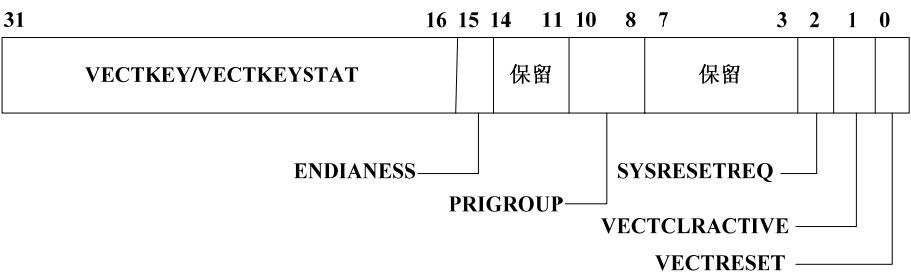 31 16 15 14 11 10 8 7 3 2 1 0
VECTKEY/VECTKEYSTAT 保留 保留
ENDIANESS SYSRESETREQ
PRIGROUP
VECTCLRACTIVE
VECTRESET